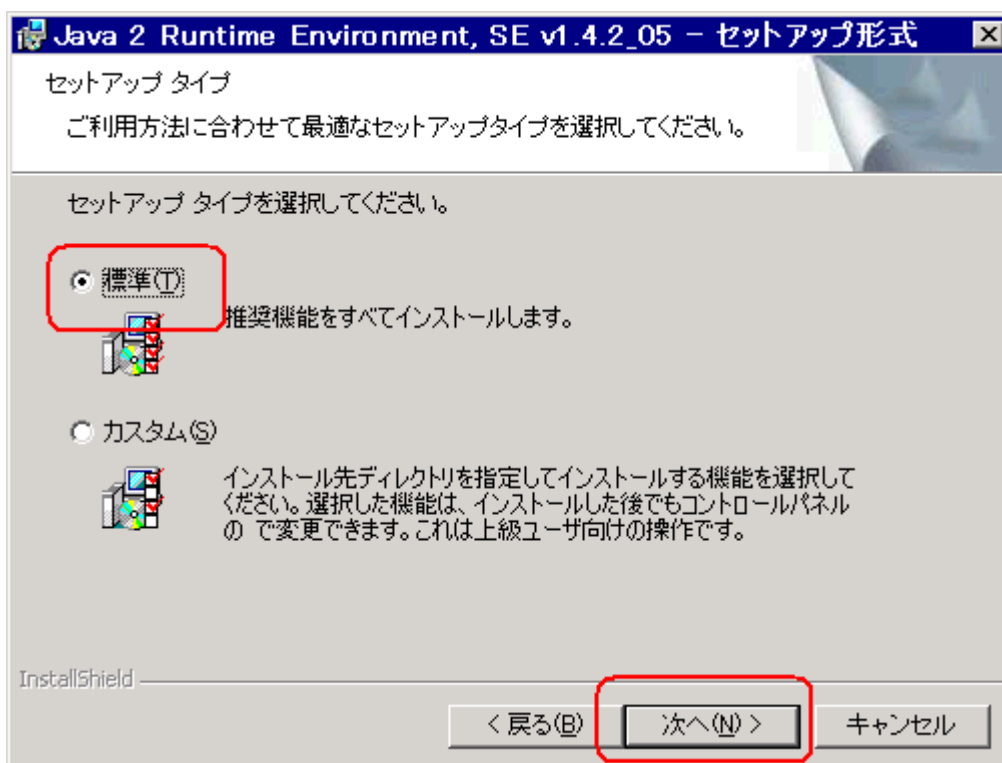 Java 2 Runtime Environment, SE v1.4.2_05 - セットアップ形式
セットアップ タイプ
ご利用方法に合わせて最適なセットアップタイプを選択してください。
セットアップ タイプを選択してください。
標準(T)
推奨機能をすべてインストールします。
カスタム(S)
インストール先ディレクトリを指定してインストールする機能を選択して
ください。選択した機能は、インストールした後でもコントロールパネル
の で変更できます。これは上級ユーザ向けの操作です。
InstallShield
< 戻る(B)
次へ(N) >
キャンセル